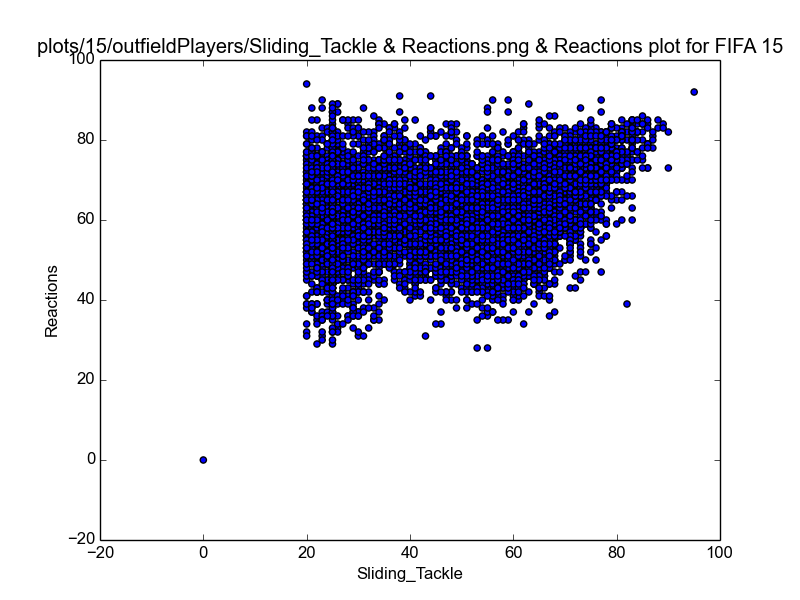 plots/15/outfieldPlayers/Sliding_Tackle & Reactions.png & Reactions plot for FIFA 15
100
80
60
40
20
0
−20
Reactions
−20 0 20 40 60 80 100
Sliding_Tackle